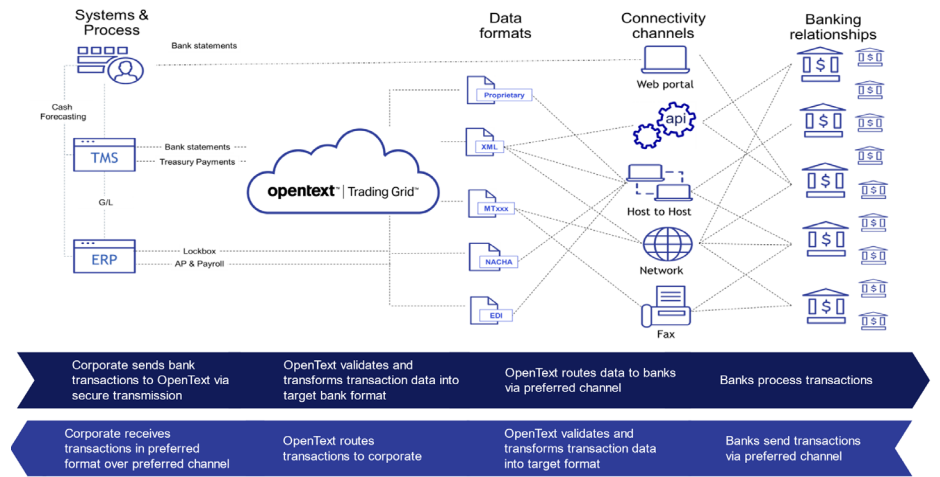 Systems &
Process
Data
formats
Connectivity
channels
Banking
relationships
Bank statements
Web portal
Cash
Forecasting
Proprietary
api
TMS
Bank statements
Treasury Payments
XML
opentext™ | Trading Grid™
Host to Host
G/L
MTxxx
ERP
Lockbox
AP & Payroll
NACHA
Network
EDI
Fax
$
$
$
$
$
$
$
$
$
$
$
$
$
$
Corporate sends bank
transactions to OpenText via
secure transmission
OpenText validates and
transforms transaction data into
target bank format
OpenText routes data to banks
via preferred channel
Banks process transactions
Corporate receives
transactions in preferred
format over preferred channel
OpenText routes
transactions to corporate
OpenText validates and
transforms transaction data
into target format
Banks send transactions
via preferred channel